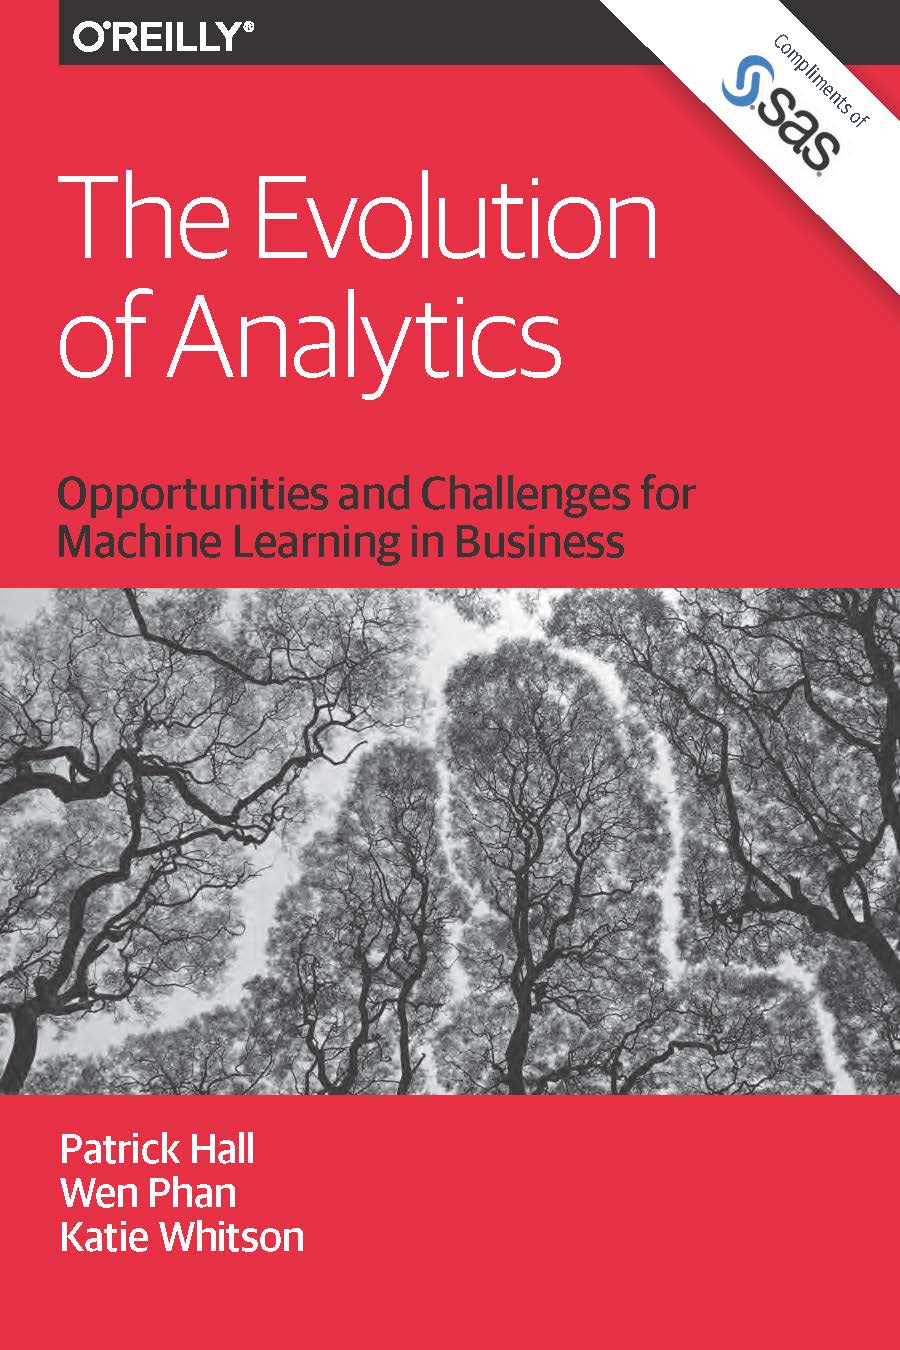 O'REILLY®
Compliments of
sas
The Evolution
of Analytics
Opportunities and Challenges for
Machine Learning in Business
Patrick Hall
Wen Phan
Katie Whitson